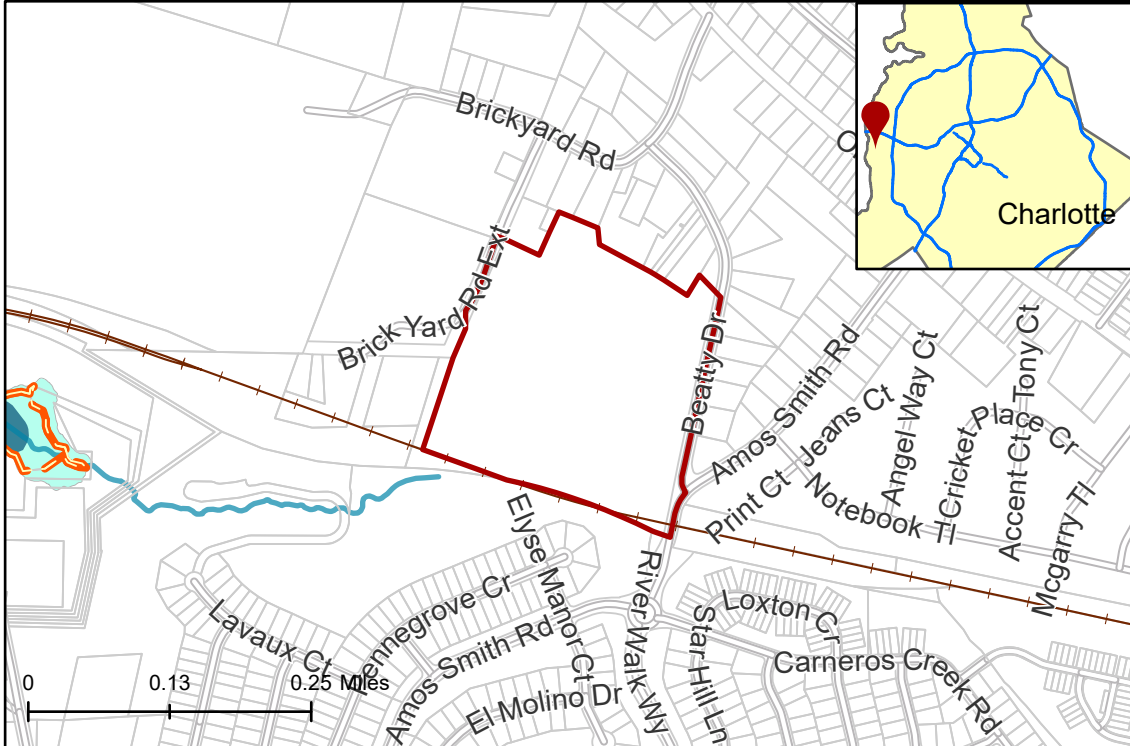 Brickyard Rd
C
Charlotte
Brick Yard Rd Ext
Beatty Dr
Amos Smith Rd
Jeans Ct
Print Ct
Angel Way Ct
Notebook Tl
Cricket
Place Cr
Accent Ct
Tony Ct
Mcgarry Tl
Elyse Manor Ct
River Walk Wy
Star Hill Ln
Loxton Cr
Carneros Creek Rd
Lavaux Ct
Amos Smith Rd
El Molino Dr
0 0.13 0.25 Miles